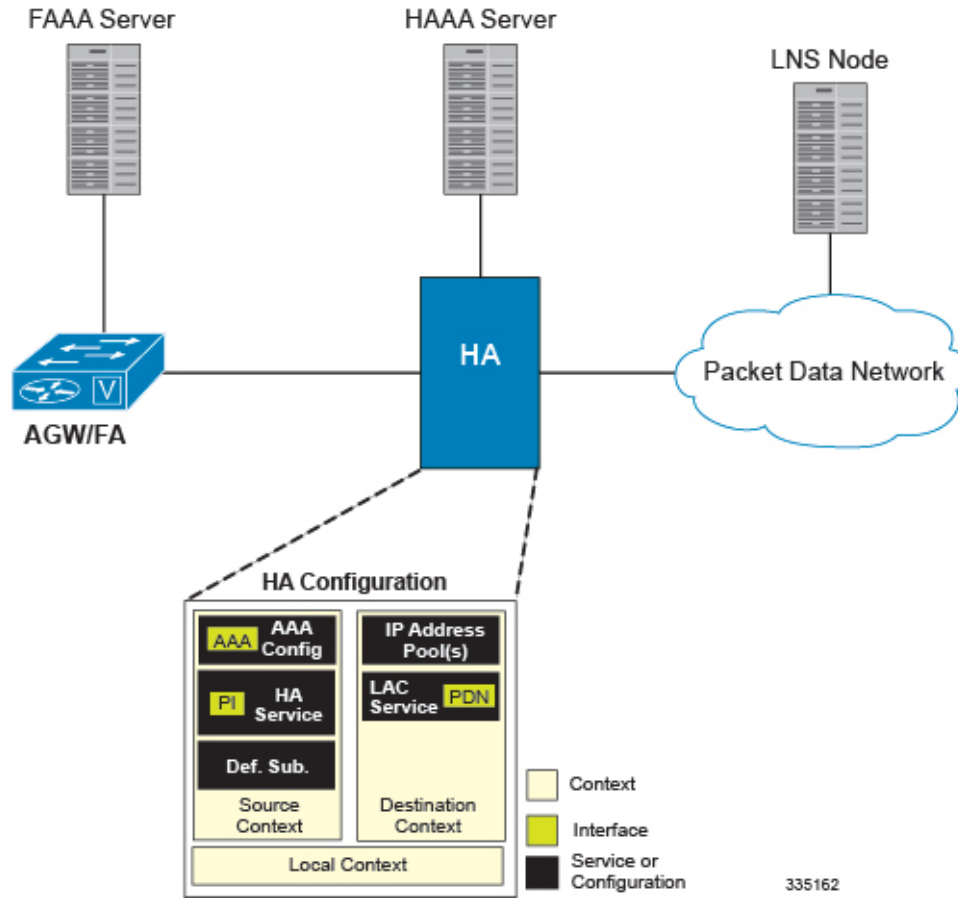 FAAA Server
HAAA Server
LNS Node
HA
Packet Data Network
V
AGW/FA
HA Configuration
AAA
AAA
Config
PI
HA
Service
Def. Sub.
Source
Context
IP Address
Pool(s)
LAC
Service
PDN
Destination
Context
Local Context
Context
Interface
Service or
Configuration
335162